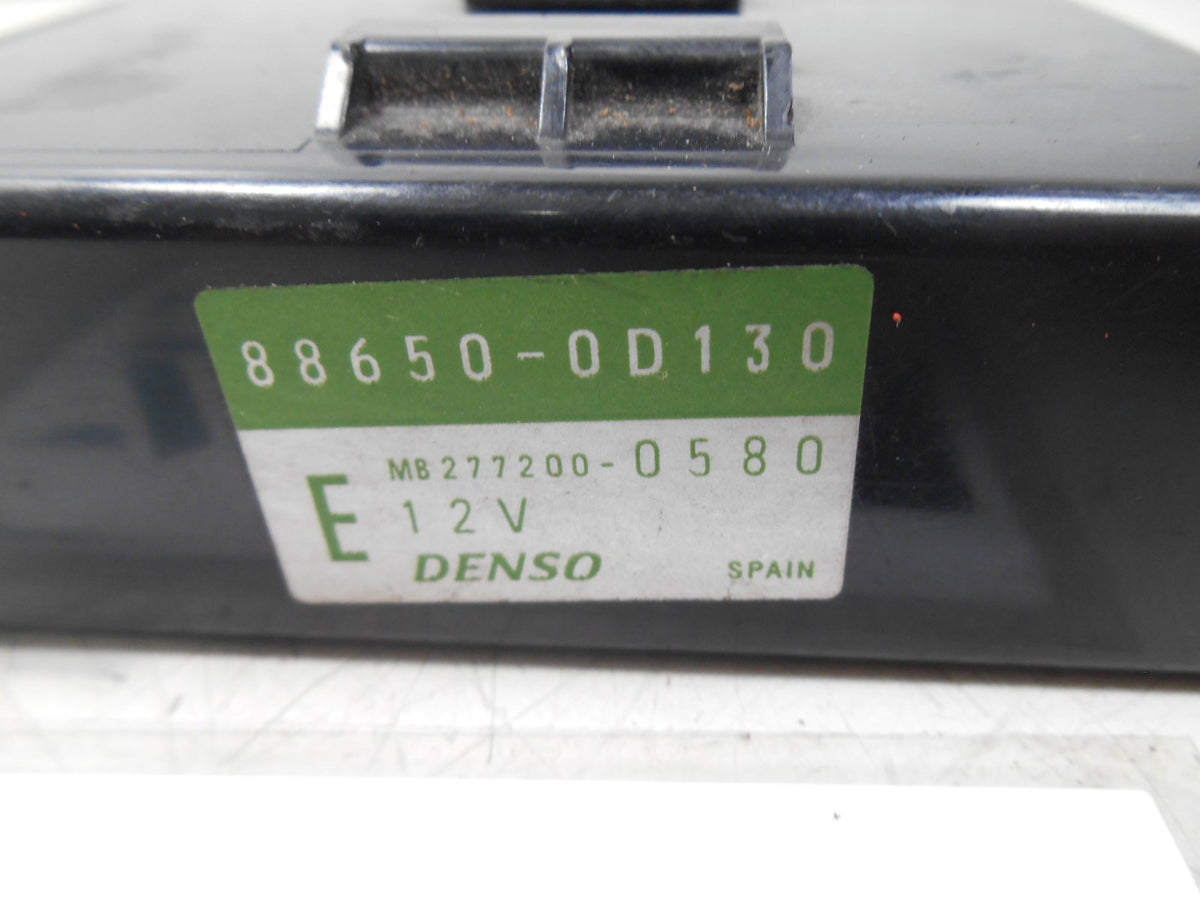 88650-0D130
MB277200-0580
E 12V
DENSO SPAIN